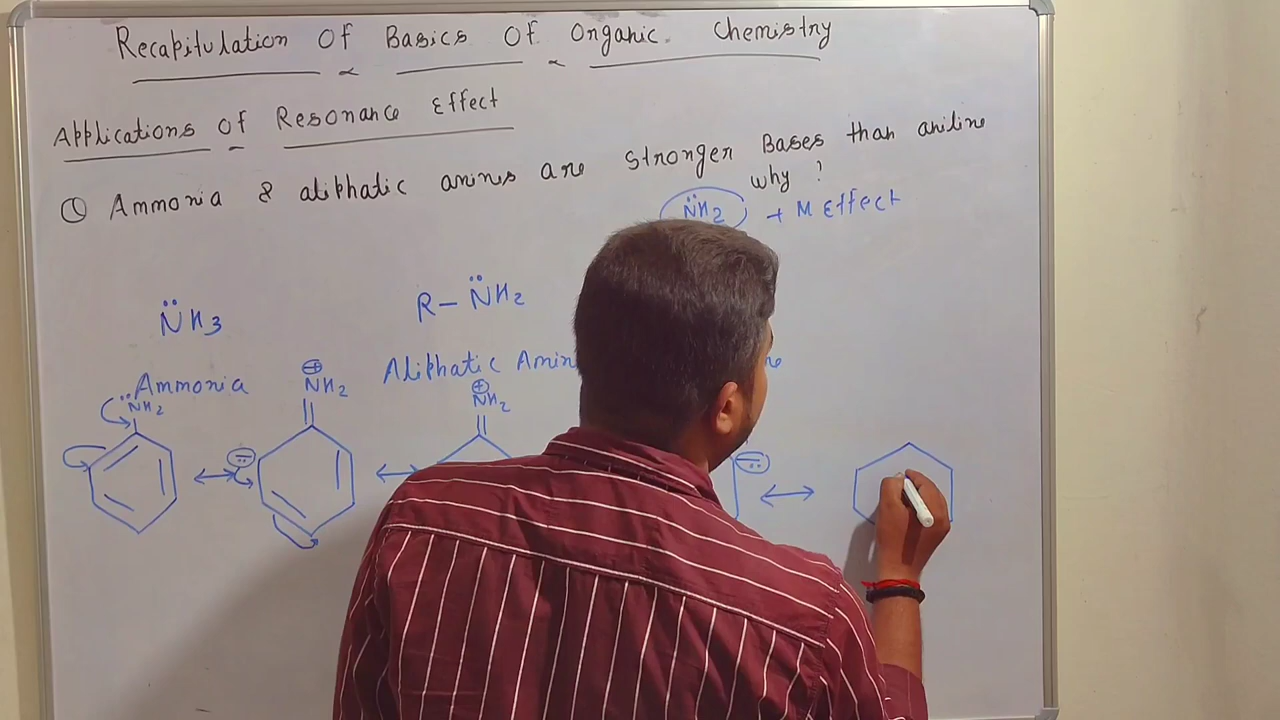 Recapitulation Of Basics Of Organic Chemistry
Applications of Resonance Effect
① Ammonia & aliphatic amines are stronger Bases than aniline
why ?
N̈H2 + M Effect
N̈H3
R–N̈H2
Ammonia
Aliphatic Amin
⊕
NH2
⊕
NH2
N̈H2
⊖
⊖